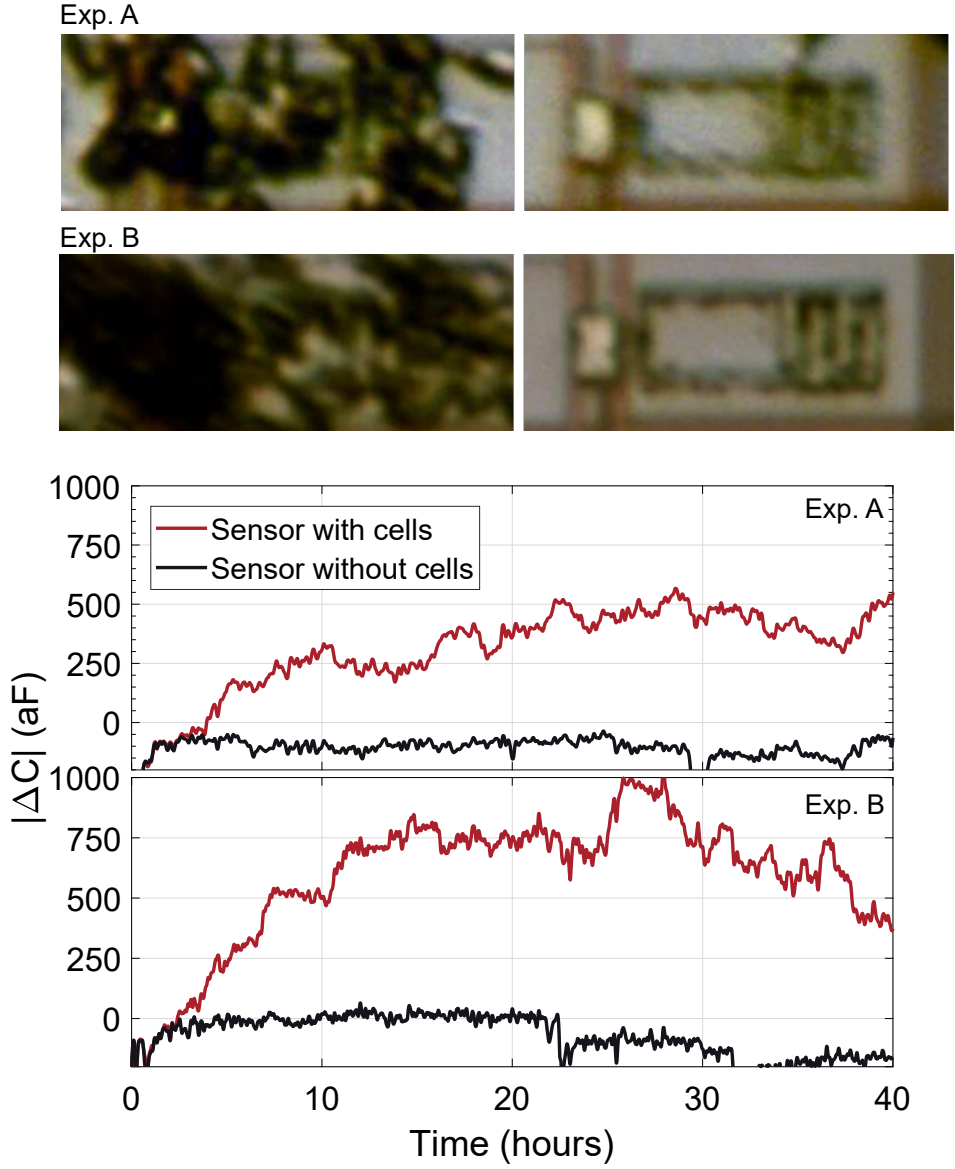 Exp. A
Exp. B
1000
Exp. A
Sensor with cells
750
Sensor without cells
500
250
0
|ΔC| (aF)
1000
Exp. B
750
500
250
0
0 10 20 30 40
Time (hours)